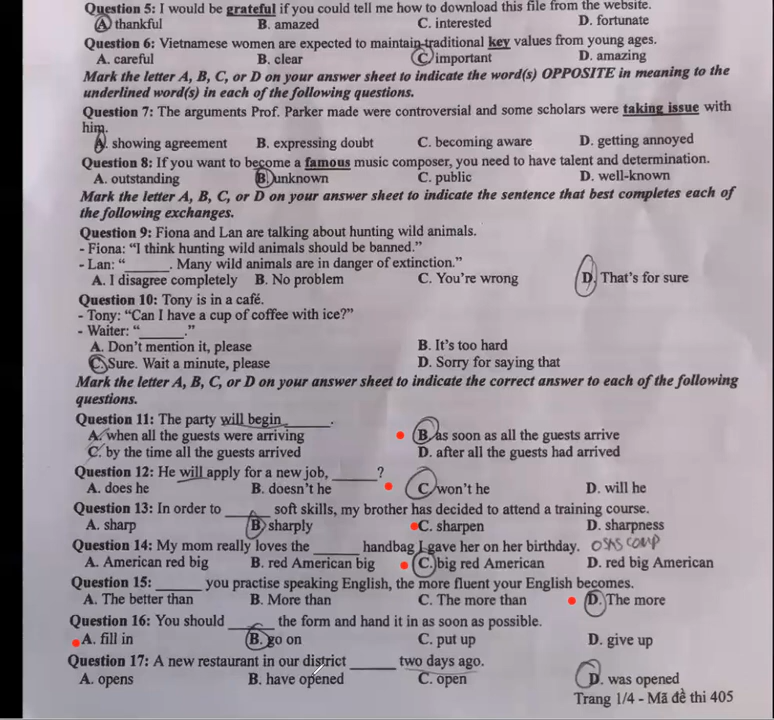 Question 5: I would be grateful if you could tell me how to download this file from the website.
A. thankful B. amazed C. interested D. fortunate
Question 6: Vietnamese women are expected to maintain traditional key values from young ages.
A. careful B. clear C. important D. amazing
Mark the letter A, B, C, or D on your answer sheet to indicate the word(s) OPPOSITE in meaning to the
underlined word(s) in each of the following questions.
Question 7: The arguments Prof. Parker made were controversial and some scholars were taking issue with
him.
A. showing agreement B. expressing doubt C. becoming aware D. getting annoyed
Question 8: If you want to become a famous music composer, you need to have talent and determination.
A. outstanding B. unknown C. public D. well-known
Mark the letter A, B, C, or D on your answer sheet to indicate the sentence that best completes each of
the following exchanges.
Question 9: Fiona and Lan are talking about hunting wild animals.
- Fiona: “I think hunting wild animals should be banned.”
- Lan: “______. Many wild animals are in danger of extinction.”
A. I disagree completely B. No problem C. You're wrong D. That's for sure
Question 10: Tony is in a café.
- Tony: “Can I have a cup of coffee with ice?”
- Waiter: “______.”
A. Don't mention it, please B. It's too hard
C. Sure. Wait a minute, please D. Sorry for saying that
Mark the letter A, B, C, or D on your answer sheet to indicate the correct answer to each of the following
questions.
Question 11: The party will begin ______.
A. when all the guests were arriving B. as soon as all the guests arrive
C. by the time all the guests arrived D. after all the guests had arrived
Question 12: He will apply for a new job, ______?
A. does he B. doesn't he C. won't he D. will he
Question 13: In order to ______ soft skills, my brother has decided to attend a training course.
A. sharp B. sharply C. sharpen D. sharpness
Question 14: My mom really loves the ______ handbag I gave her on her birthday. OSASCOMP
A. American red big B. red American big C. big red American D. red big American
Question 15: ______ you practise speaking English, the more fluent your English becomes.
A. The better than B. More than C. The more than D. The more
Question 16: You should ______ the form and hand it in as soon as possible.
A. fill in B. go on C. put up D. give up
Question 17: A new restaurant in our district ______ two days ago.
A. opens B. have opened C. open D. was opened
Trang 1/4 - Mã đề thi 405